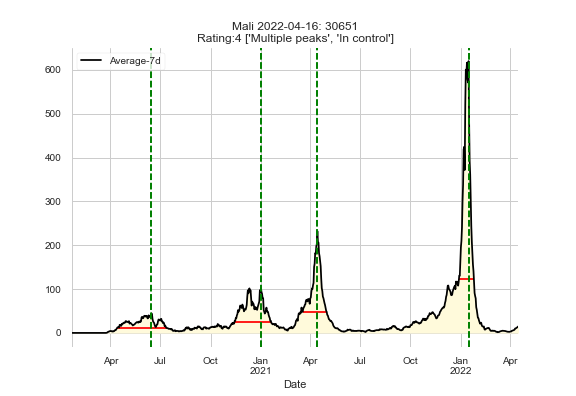 Mali 2022-04-16: 30651
Rating:4 ['Multiple peaks', 'In control']
Average-7d
600
500
400
300
200
100
0
Apr Jul Oct Jan Apr Jul Oct Jan Apr
2021 2022
Date